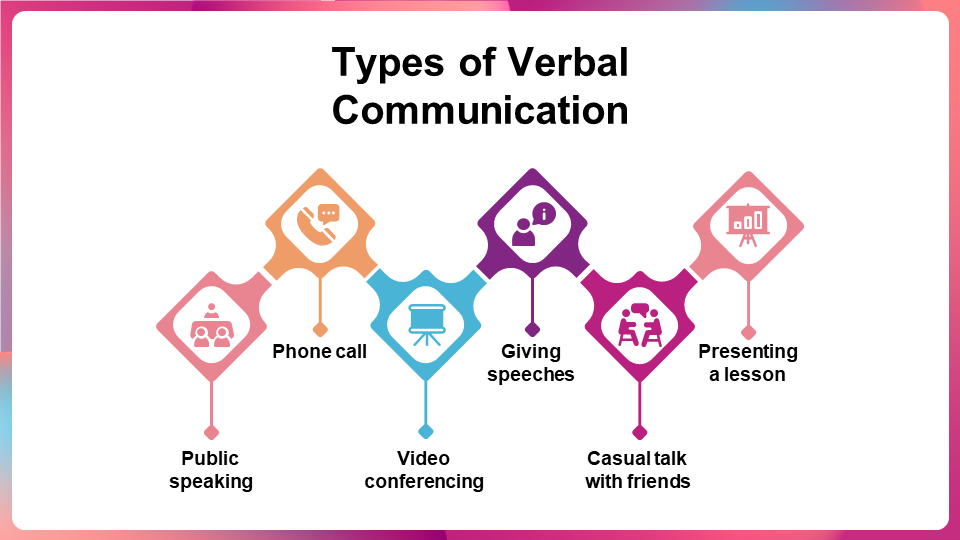 Types of Verbal
Communication
Phone call
Giving
speeches
Presenting
a lesson
Public
speaking
Video
conferencing
Casual talk
with friends